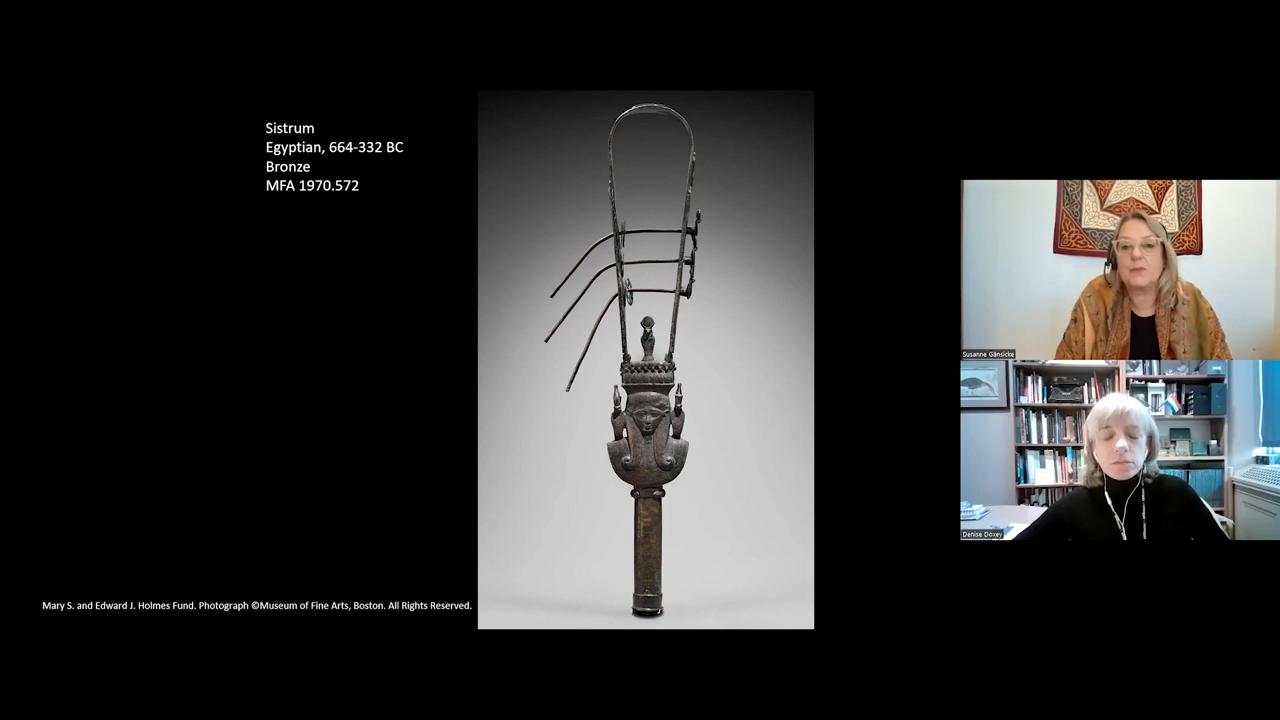 Sistrum
Egyptian, 664-332 BC
Bronze
MFA 1970.572
Susanne Gänsicke
Denise Doxey
Mary S. and Edward J. Holmes Fund. Photograph ©Museum of Fine Arts, Boston. All Rights Reserved.